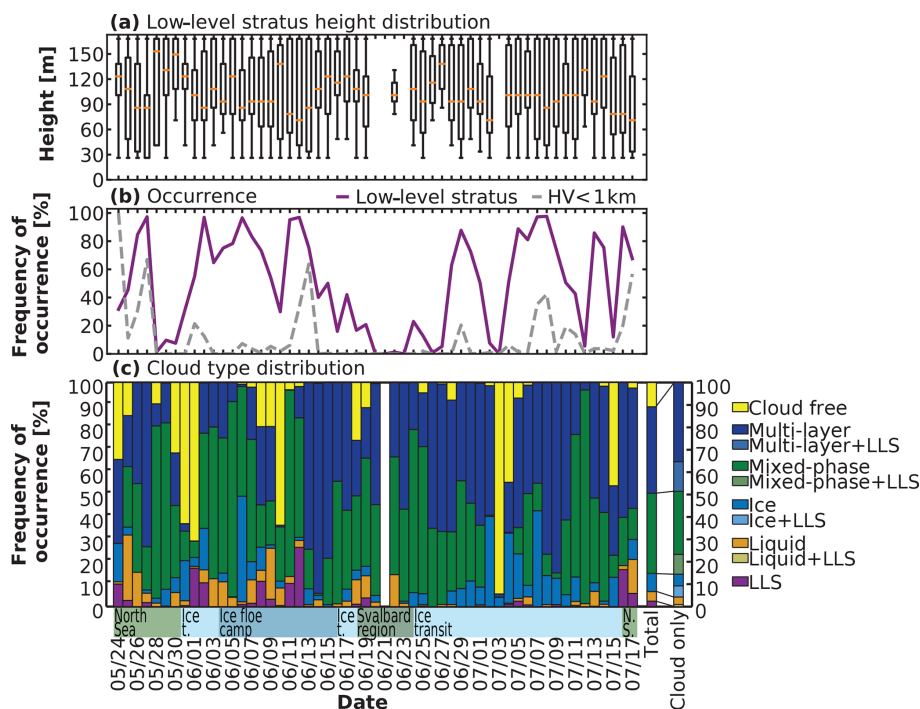 (a) Low-level stratus height distribution
Height [m]
150
120
90
60
30
0
(b) Occurrence
Low-level stratus
HV<1km
Frequency of
occurrence [%]
100
80
60
40
20
0
(c) Cloud type distribution
Frequency of
occurrence [%]
100
90
80
70
60
50
40
30
20
10
0
100
90
80
70
60
50
40
30
20
10
0
Cloud free
Multi-layer
Multi-layer+LLS
Mixed-phase
Mixed-phase+LLS
Ice
Ice+LLS
Liquid
Liquid+LLS
LLS
North
Sea
Ice
t.
Ice floe
camp
Ice
t.
Svalbard
region
Ice
transit
N.
S.
05/24
05/26
05/28
05/30
06/01
06/03
06/05
06/07
06/09
06/11
06/13
06/15
06/17
06/19
06/21
06/23
06/25
06/27
06/29
07/01
07/03
07/05
07/07
07/09
07/11
07/13
07/15
07/17
Total
Cloud only
Date